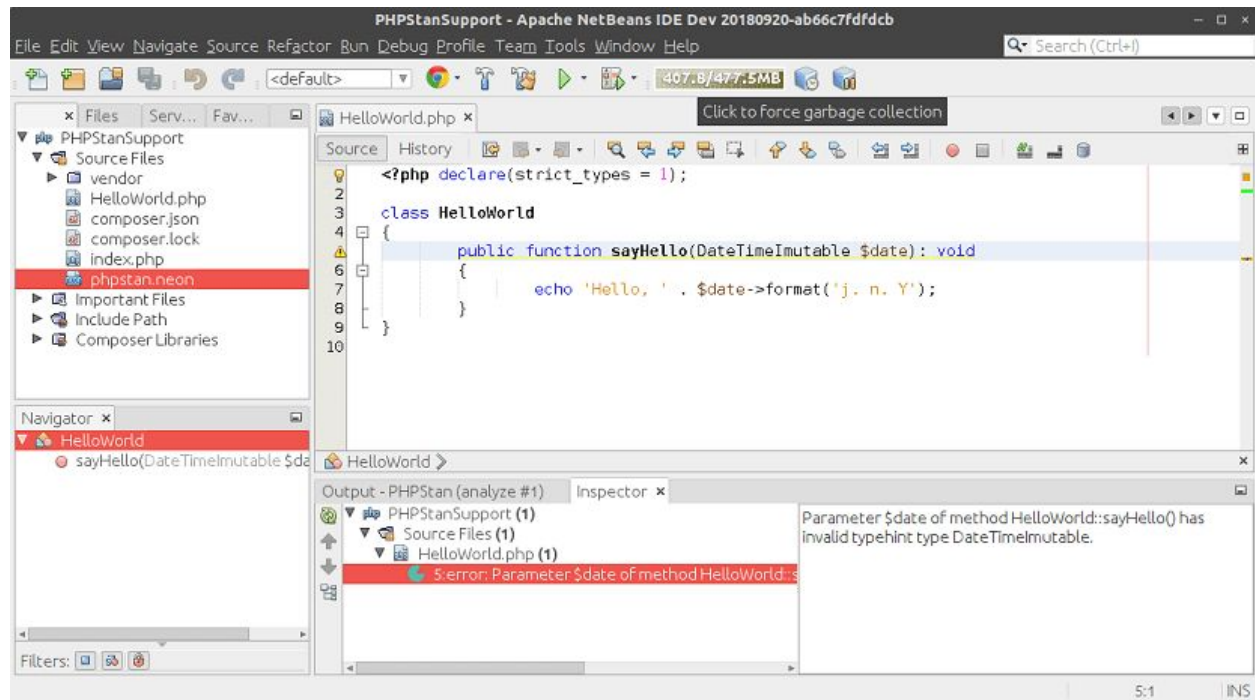 PHPStanSupport - Apache NetBeans IDE Dev 20180920-ab66c7fdfdcb
File Edit View Navigate Source Refactor Run Debug Profile Team Tools Window Help Search (Ctrl+I)
<default> 407.8/477.5MB
Click to force garbage collection
Files Serv... Fav...
PHPStanSupport
Source Files
vendor
HelloWorld.php
composer.json
composer.lock
index.php
phpstan.neon
Important Files
Include Path
Composer Libraries
Navigator
HelloWorld
sayHello(DateTimeImutable $da
Filters:
HelloWorld.php
Source History
<?php declare(strict_types = 1);
2
3 class HelloWorld
4 {
public function sayHello(DateTimeImutable $date): void
6 {
7 echo 'Hello, ' . $date->format('j. n. Y');
8 }
9 }
10
HelloWorld
Output - PHPStan (analyze #1) Inspector
PHPStanSupport (1)
Source Files (1)
HelloWorld.php (1)
5:error: Parameter $date of method HelloWorld::s
Parameter $date of method HelloWorld::sayHello() has
invalid typehint type DateTimeImutable.
5:1 INS